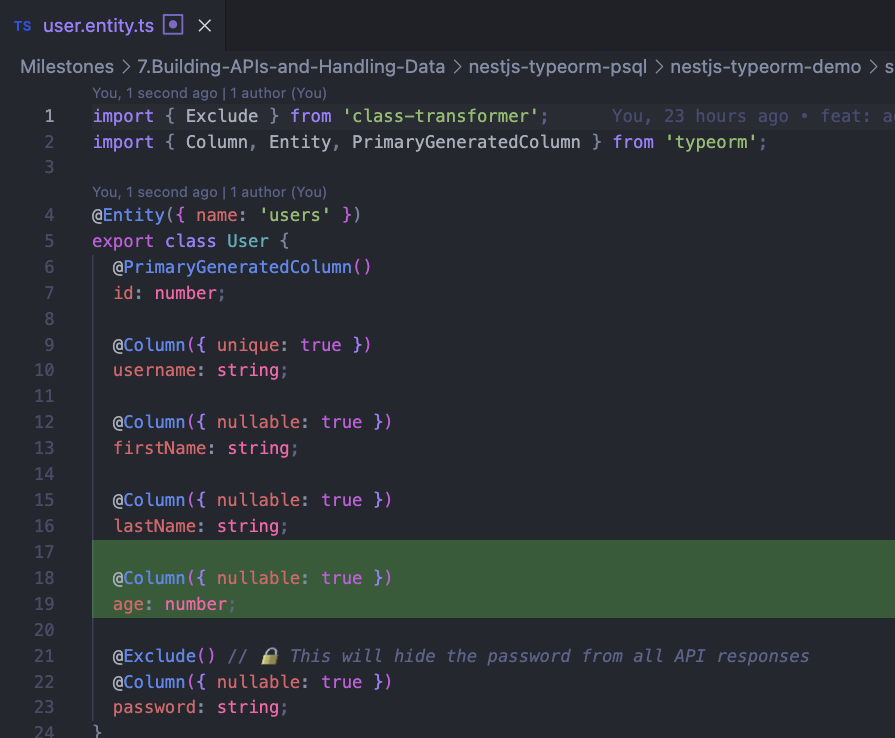 TS user.entity.ts
Milestones > 7.Building-APIs-and-Handling-Data > nestjs-typeorm-psql > nestjs-typeorm-demo > s
You, 1 second ago | 1 author (You)
1 import { Exclude } from 'class-transformer'; You, 23 hours ago • feat: a
2 import { Column, Entity, PrimaryGeneratedColumn } from 'typeorm';
3
You, 1 second ago | 1 author (You)
4 @Entity({ name: 'users' })
5 export class User {
6 @PrimaryGeneratedColumn()
7 id: number;
8
9 @Column({ unique: true })
10 username: string;
11
12 @Column({ nullable: true })
13 firstName: string;
14
15 @Column({ nullable: true })
16 lastName: string;
17
18 @Column({ nullable: true })
19 age: number;
20
21 @Exclude() // 🔒 This will hide the password from all API responses
22 @Column({ nullable: true })
23 password: string;
24 }